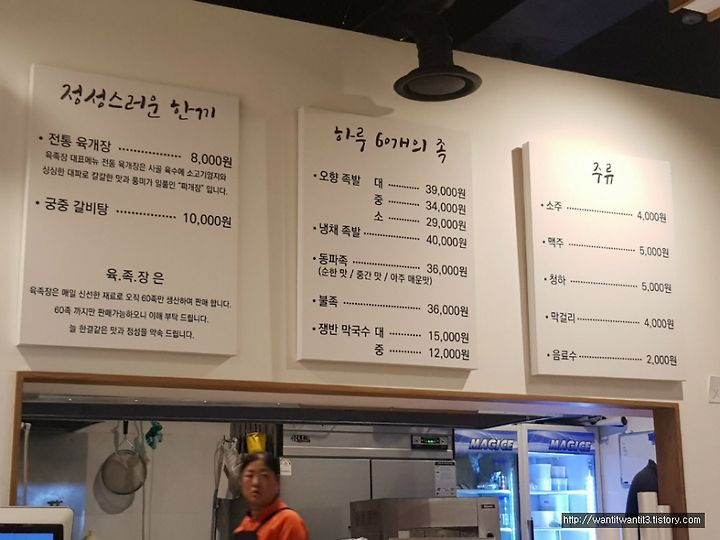 정성스러운 한끼
• 전통 육개장 ............... 8,000원
육족장 대표메뉴 전통 육개장은 사골 육수에 소고기양지와
싱싱한 대파로 칼칼한 맛과 풍미가 일품인 "파개장" 입니다.
• 궁중 갈비탕 ............... 10,000원
육.족.장 은
육족장은 매일 신선한 재료로 오직 60족만 생산하여 판매 합니다.
60족 까지만 판매가능하오니 이해 부탁 드립니다.
늘 한결같은 맛과 정성을 약속 드립니다.
하루 60개의 족
• 오향 족발 대 ........ 39,000원
중 ........ 34,000원
소 ........ 29,000원
• 냉채 족발 ............... 40,000원
• 동파족 ............... 36,000원
(순한 맛 / 중간 맛 / 아주 매운맛)
• 불족 ............... 36,000원
• 쟁반 막국수 대 ........ 15,000원
중 ........ 12,000원
주류
• 소주 ............... 4,000원
• 맥주 ............... 5,000원
• 청하 ............... 5,000원
• 막걸리 ............... 4,000원
• 음료수 ............... 2,000원
MAGICE
MAGICE
http://wantitwantit3.tistory.com